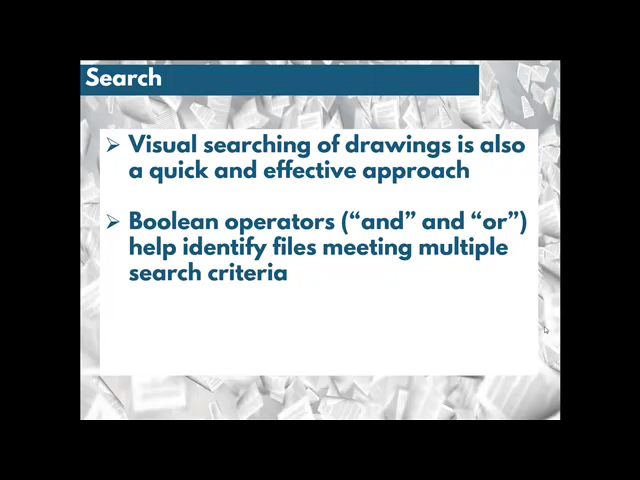 Search
➢ Visual searching of drawings is also
a quick and effective approach
➢ Boolean operators (“and” and “or”)
help identify files meeting multiple
search criteria